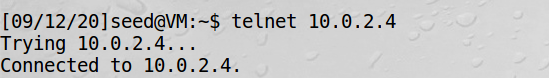 [09/12/20]seed@VM:~$ telnet 10.0.2.4
Trying 10.0.2.4...
Connected to 10.0.2.4.